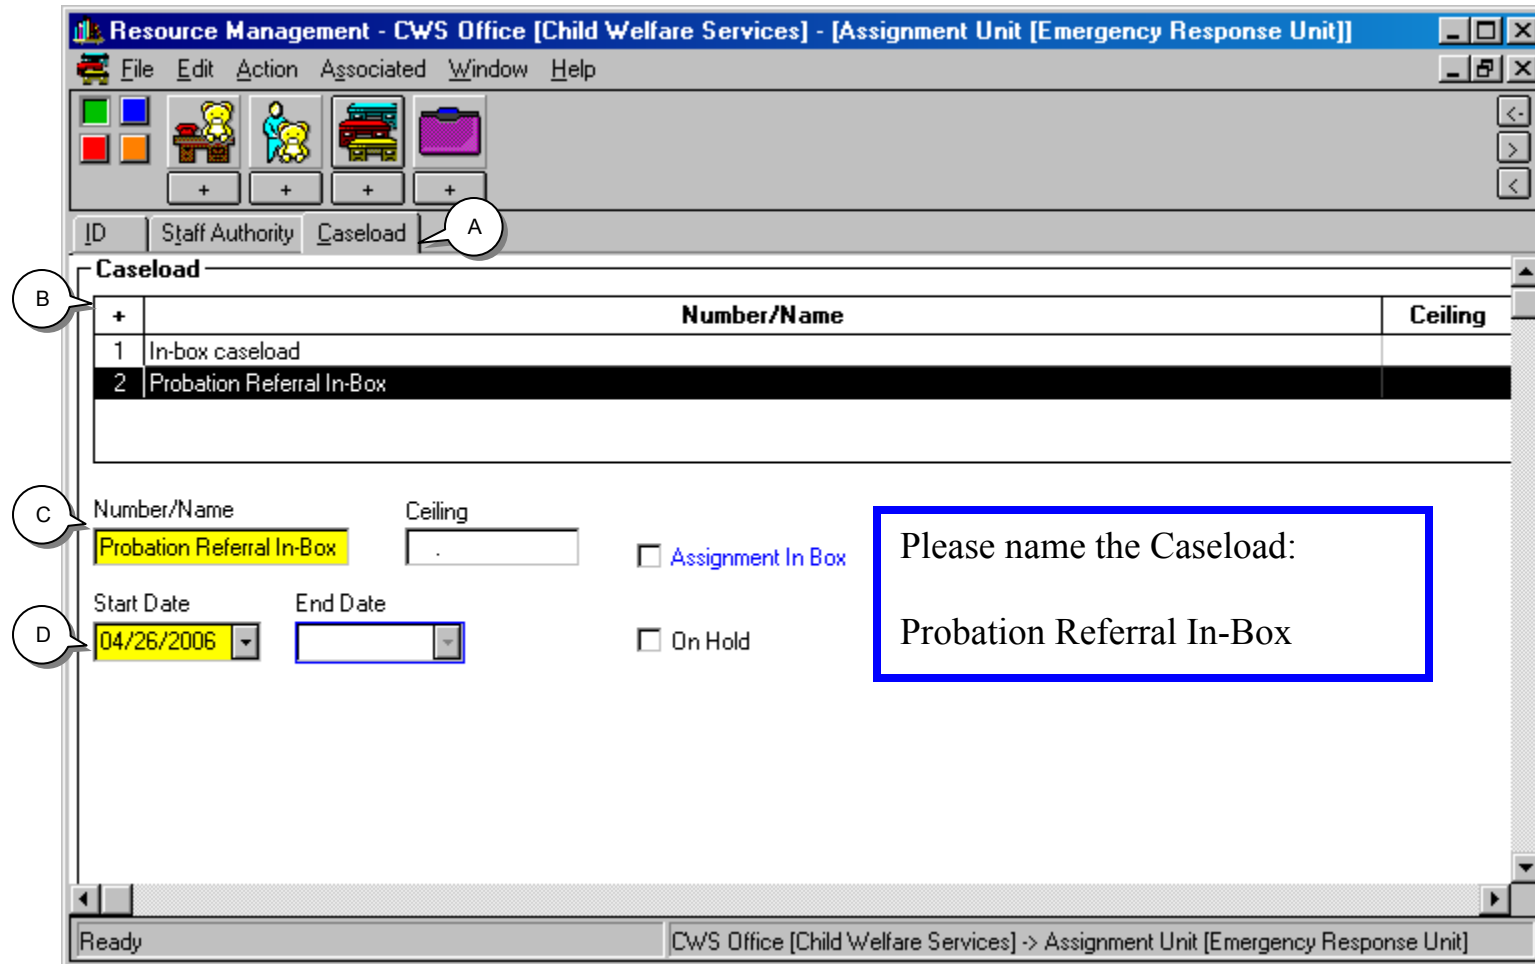 Resource Management - CWS Office [Child Welfare Services] - [Assignment Unit [Emergency Response Unit]]
File Edit Action Associated Window Help
<-
>
<
+ + + +
ID Staff Authority Caseload A
Caseload
B
+ Number/Name Ceiling
1 In-box caseload
2 Probation Referral In-Box
C
Number/Name Ceiling
Probation Referral In-Box .
Assignment In Box
Please name the Caseload:
Probation Referral In-Box
Start Date End Date
D
04/26/2006
On Hold
Ready CWS Office [Child Welfare Services] -> Assignment Unit [Emergency Response Unit]